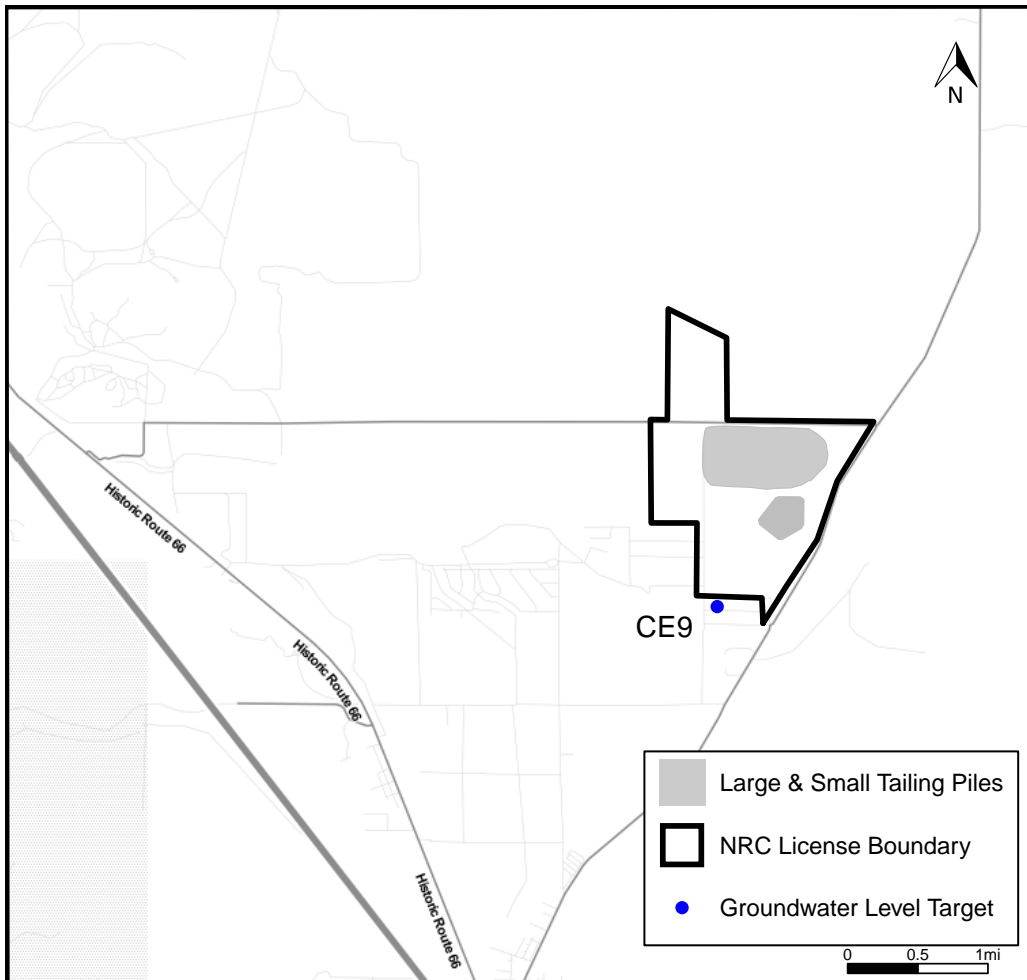 N
Historic Route 66
Historic Route 66
CE9
Historic Route 66
Large & Small Tailing Piles
NRC License Boundary
Groundwater Level Target
0 0.5 1mi